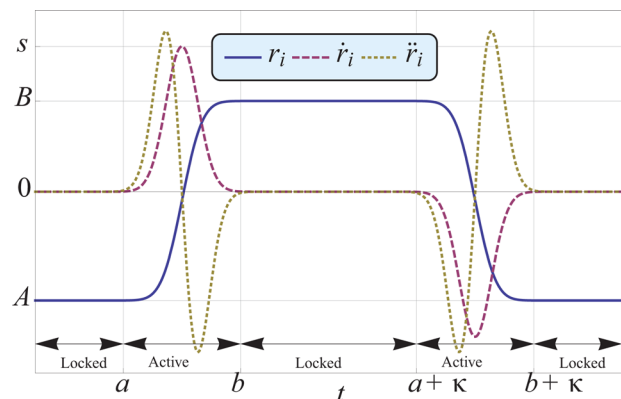 s
r_i ṙ_i r̈_i
B
0
A
Locked Active Locked Active Locked
a b t a + κ b + κ